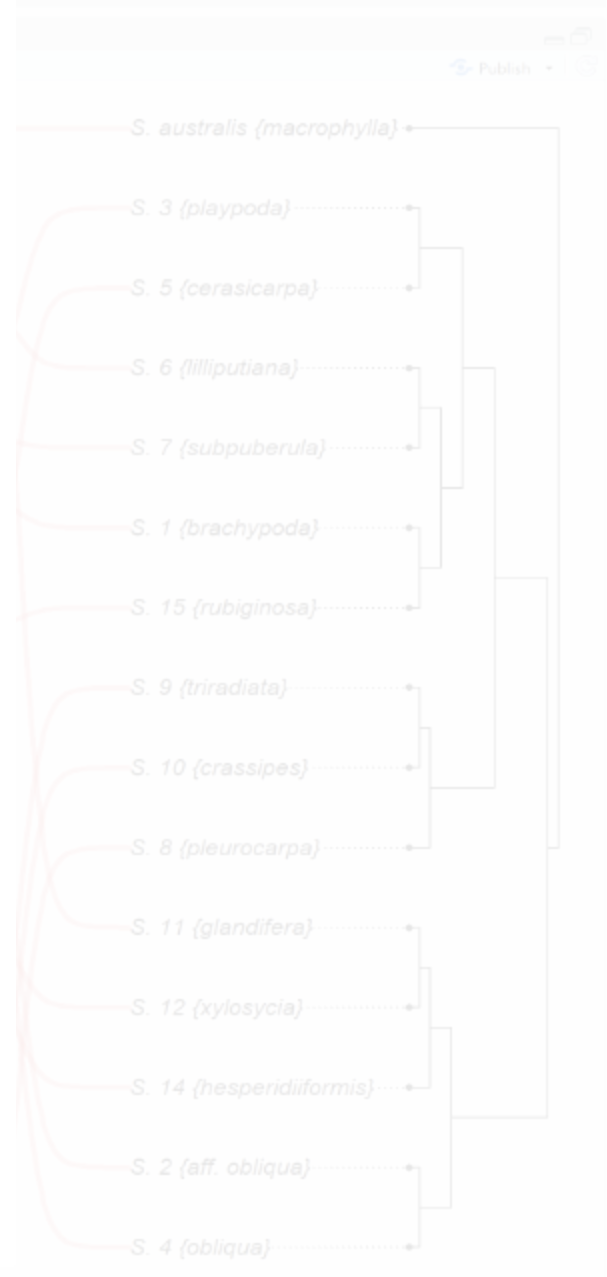 Publish
S. australis {macrophylla}
S. 3 {playpoda}
S. 5 {cerasicarpa}
S. 6 {lilliputiana}
S. 7 {subpuberula}
S. 1 {brachypoda}
S. 15 {rubiginosa}
S. 9 {triradiata}
S. 10 {crassipes}
S. 8 {pleurocarpa}
S. 11 {glandifera}
S. 12 {xylosycia}
S. 14 {hesperidiiformis}
S. 2 {aff. obliqua}
S. 4 {obliqua}